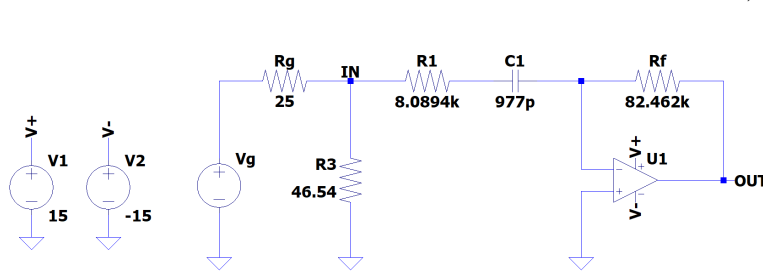 Rg
IN
R1
C1
Rf
25
8.0894k
977p
82.462k
V+
V-
V1
V2
Vg
R3
V+
U1
46.54
OUT
15
-15
V-